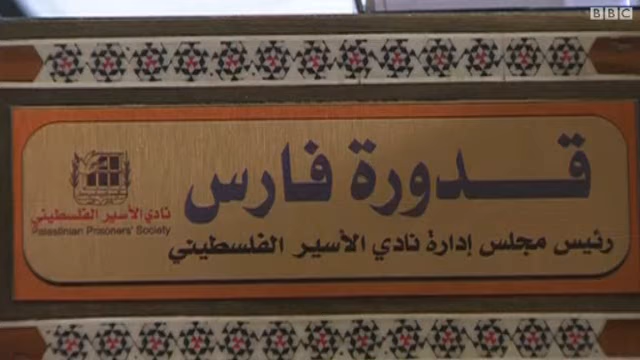 BBC
قدورة فارس
رئيس مجلس إدارة نادي الأسير الفلسطيني
نادي الأسير الفلسطيني
Palestinian Prisoners' Society